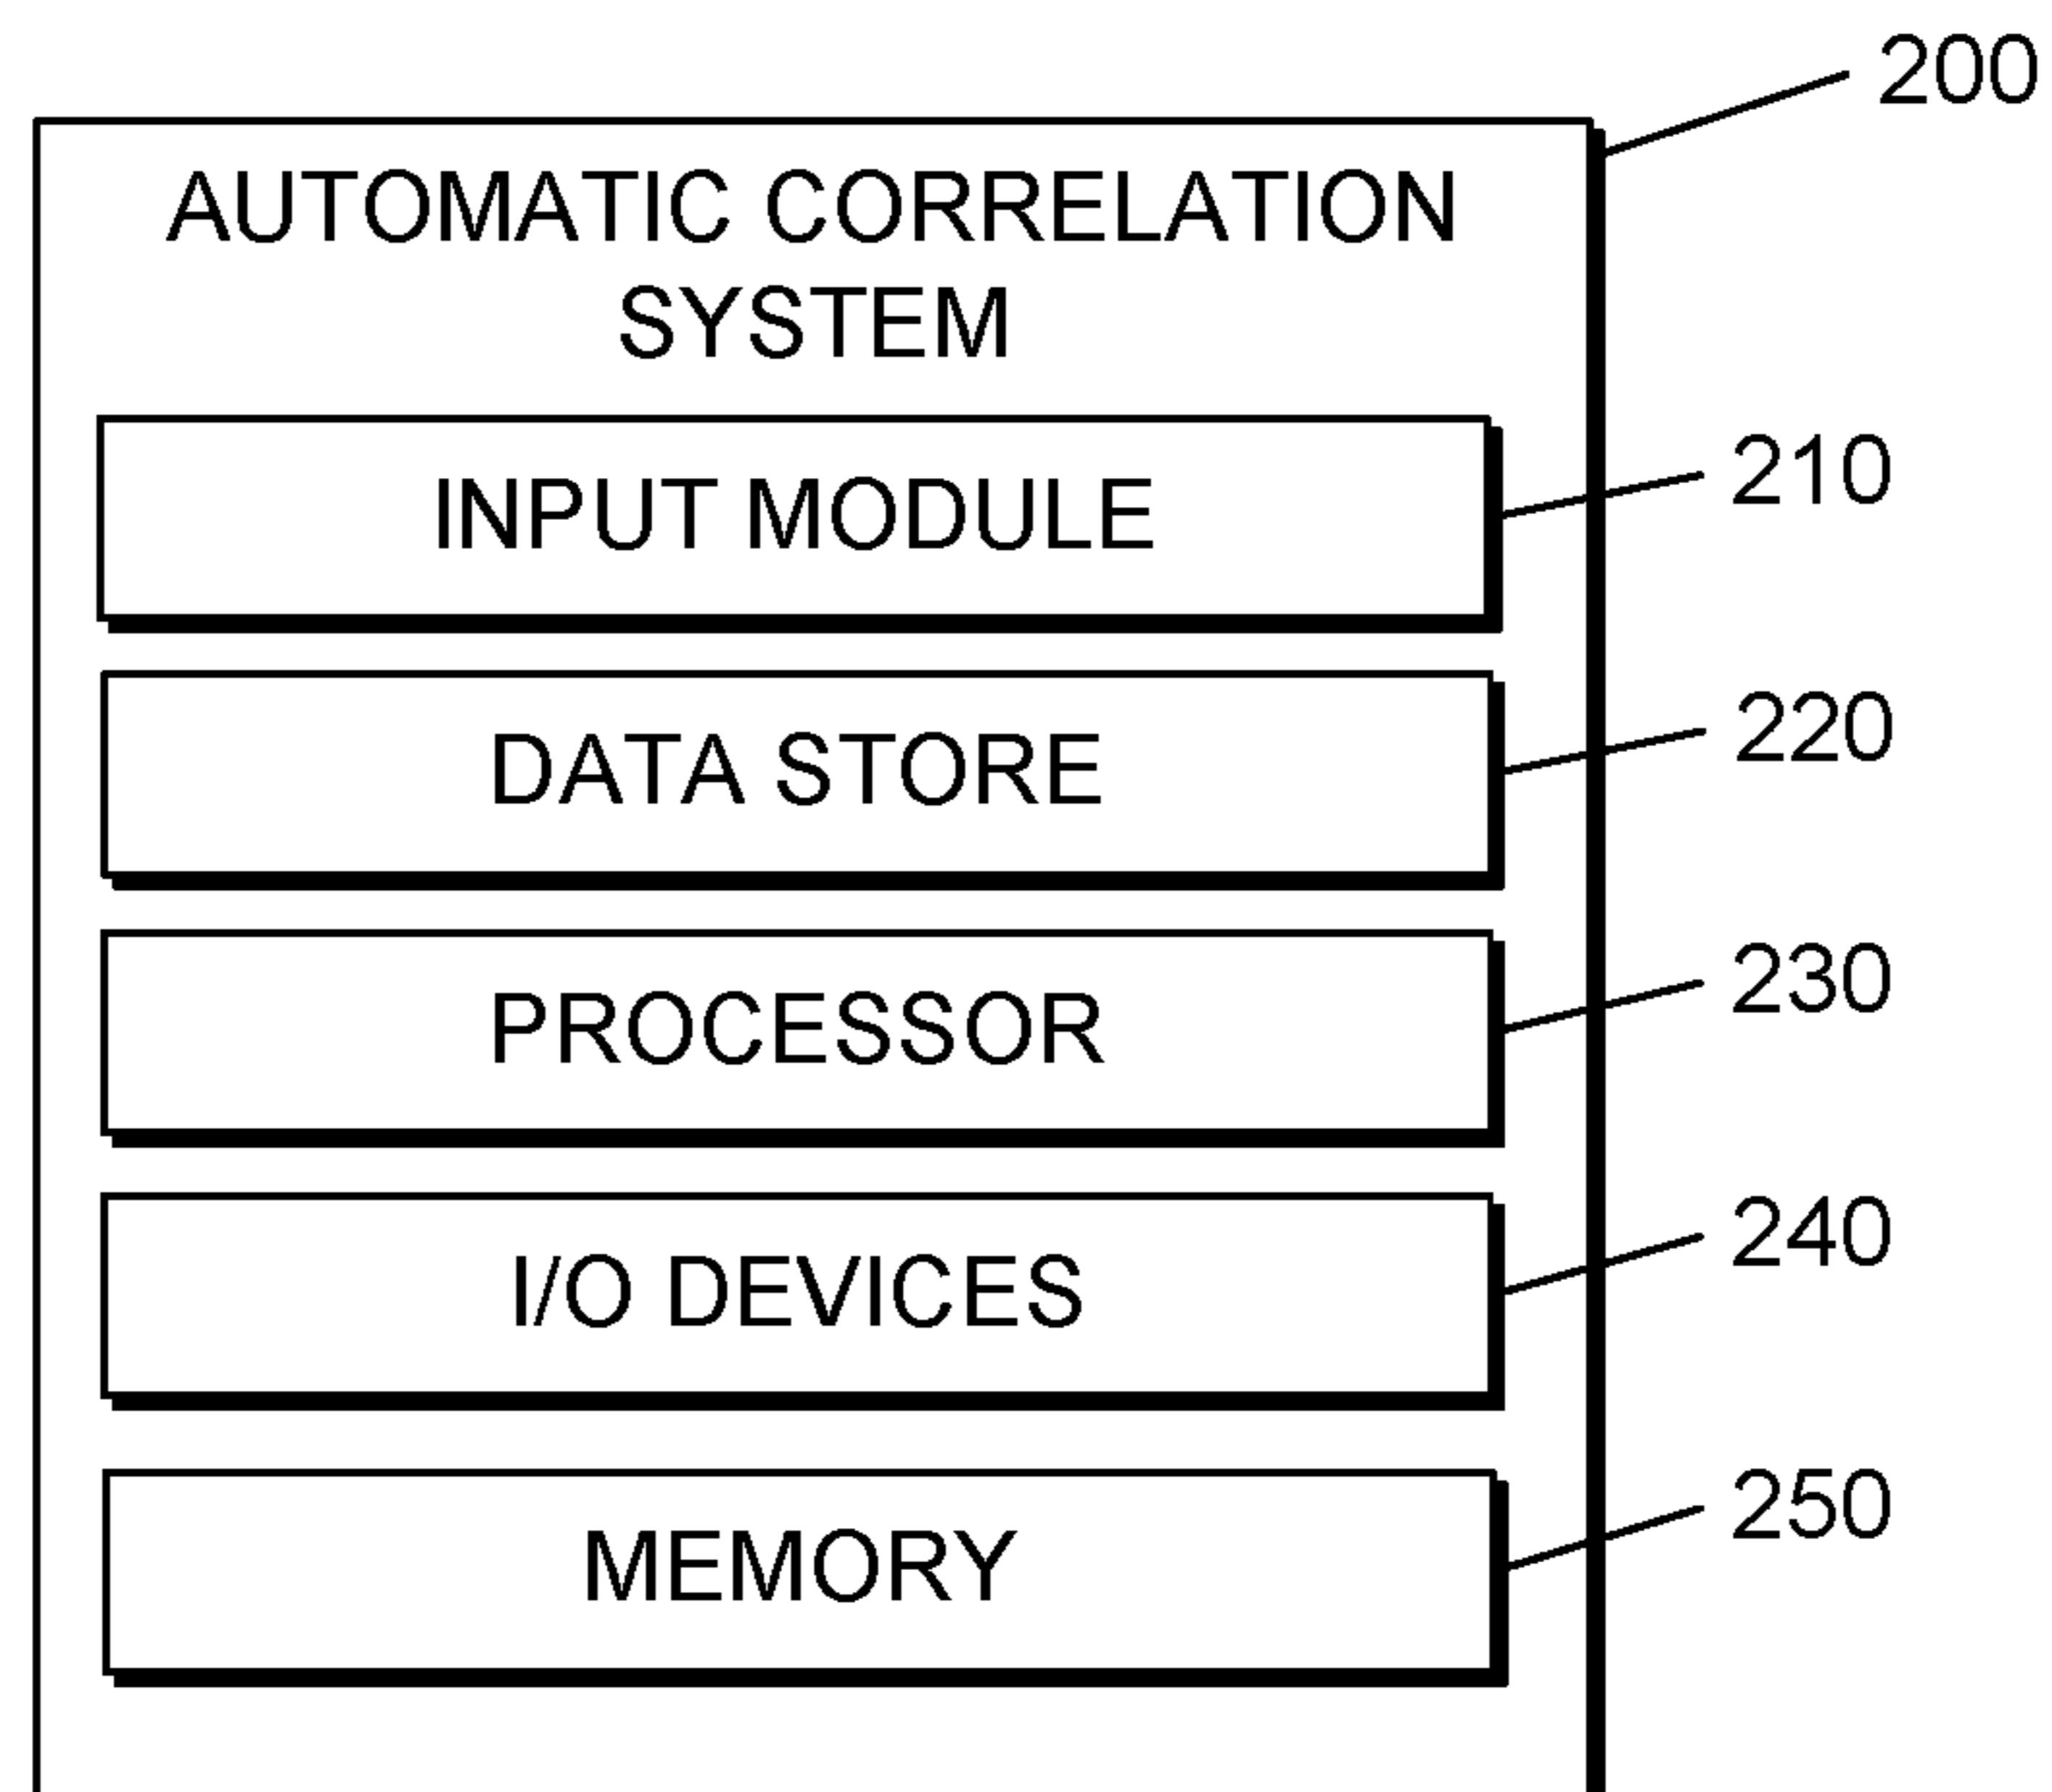 200
AUTOMATIC CORRELATION
SYSTEM
INPUT MODULE
210
DATA STORE
220
PROCESSOR
230
I/O DEVICES
240
MEMORY
250